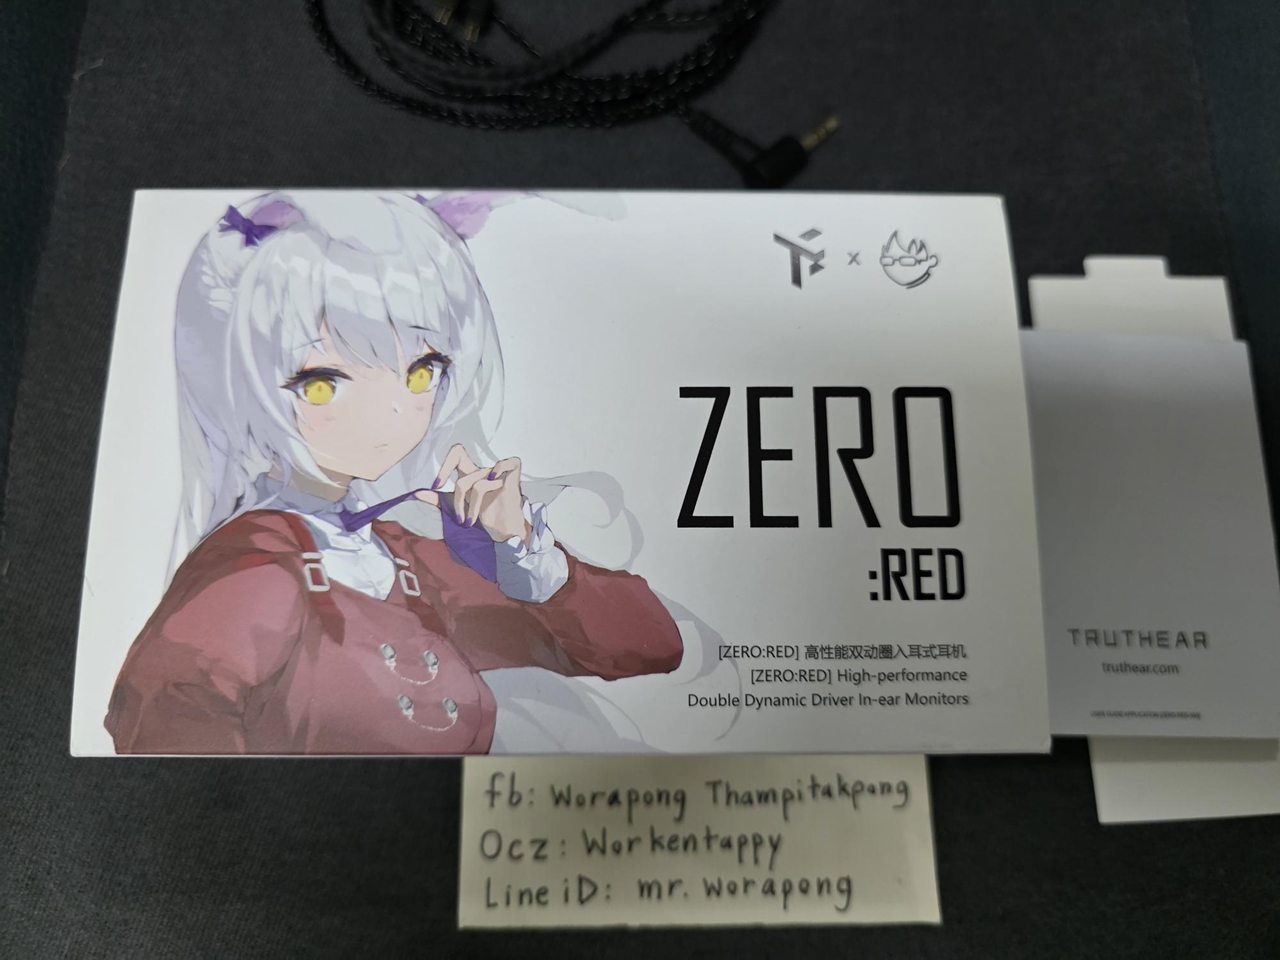 x
ZERO
:RED
[ZERO:RED] 高性能双动圈入耳式耳机
[ZERO:RED] High-performance
Double Dynamic Driver In-ear Monitors
TRUTHEAR
truthear.com
fb: Worapong Thampitakpong
Ocz: Workentappy
Line iD: mr. worapong